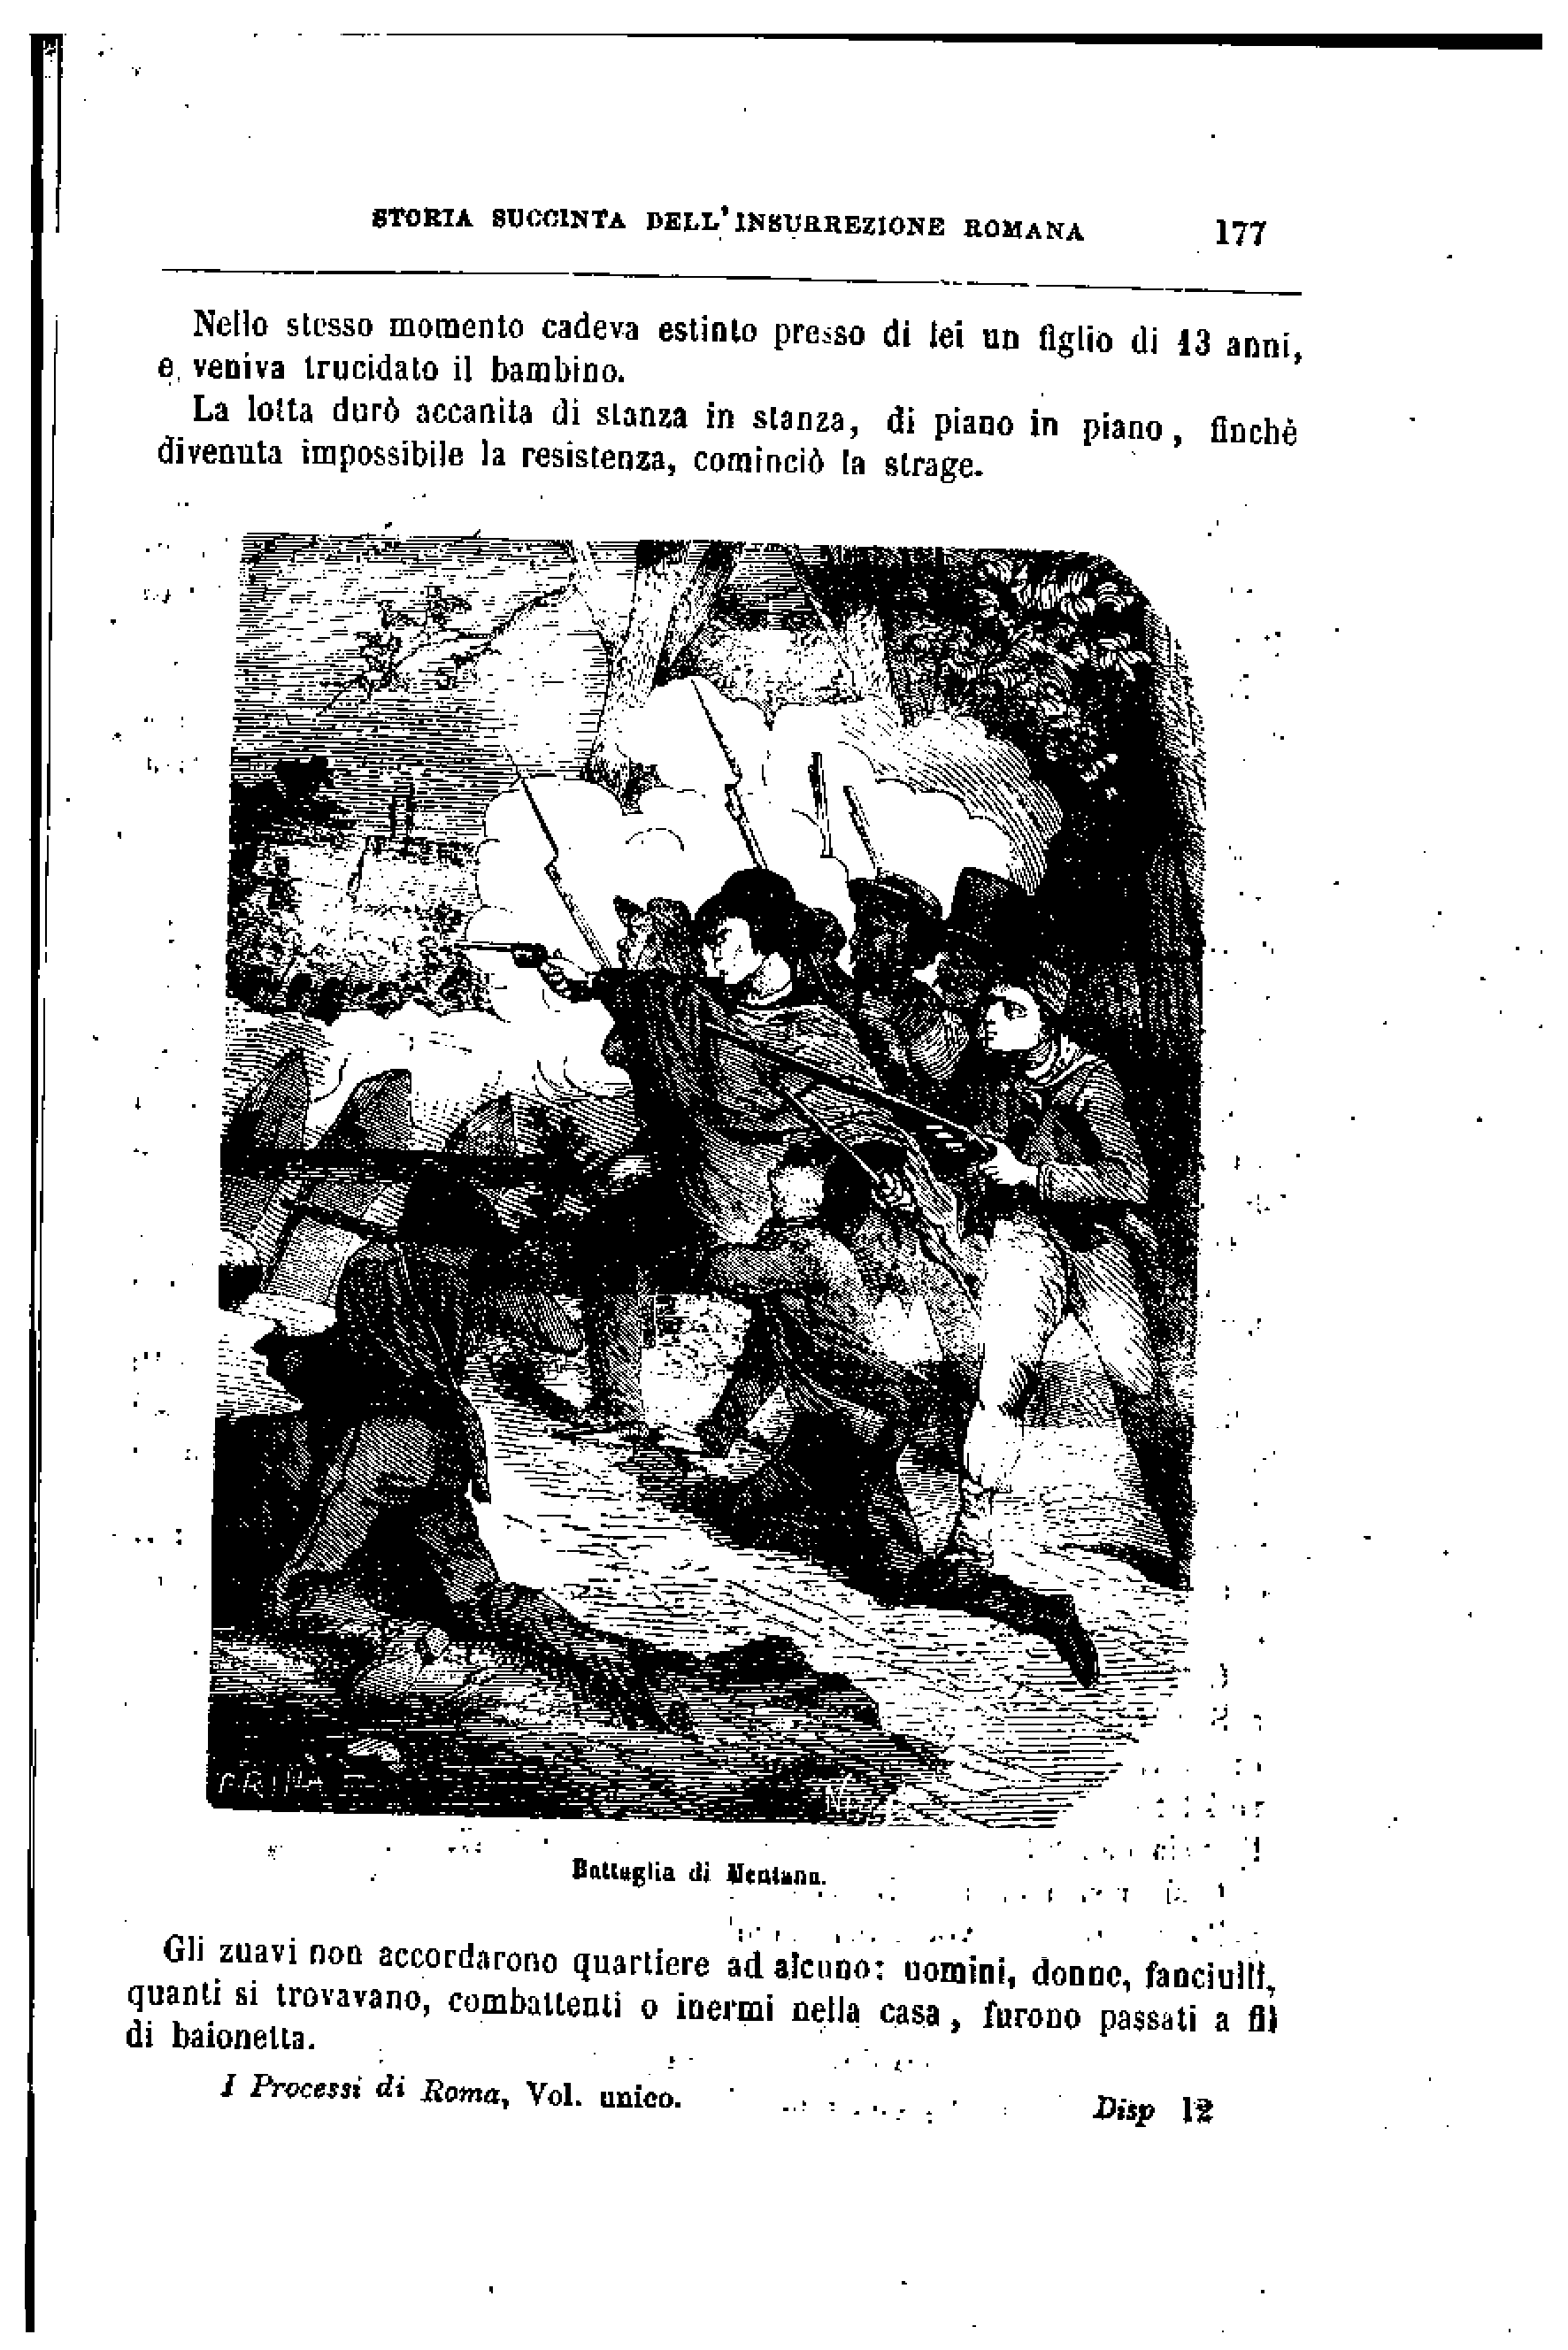 STORIA SUCCINTA DELL'INSURREZIONE ROMANA 177
Nello stesso momento cadeva estinto presso di lei un figlio di 13 anni,
e veniva trucidato il bambino.
La lotta durò accanita di stanza in stanza, di piano in piano, finchè
divenuta impossibile la resistenza, cominciò la strage.
Battaglia di Mentana.
Gli zuavi non accordarono quartiere ad alcuno: uomini, donne, fanciulli,
quanti si trovavano, combattenti o inermi nella casa, furono passati a fil
di baionetta.
I Processi di Roma, Vol. unico. Disp 12